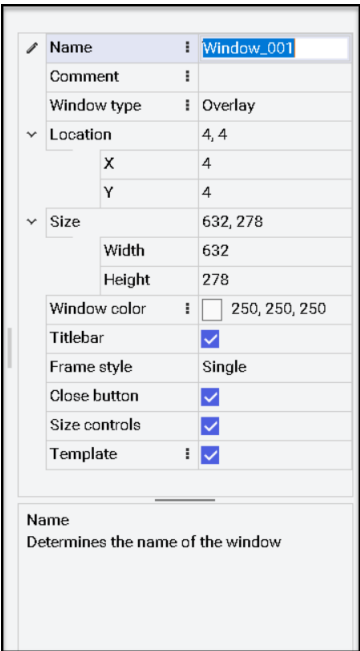 Name Window_001
Comment
Window type Overlay
Location 4, 4
X 4
Y 4
Size 632, 278
Width 632
Height 278
Window color 250, 250, 250
Titlebar
Frame style Single
Close button
Size controls
Template
Name
Determines the name of the window